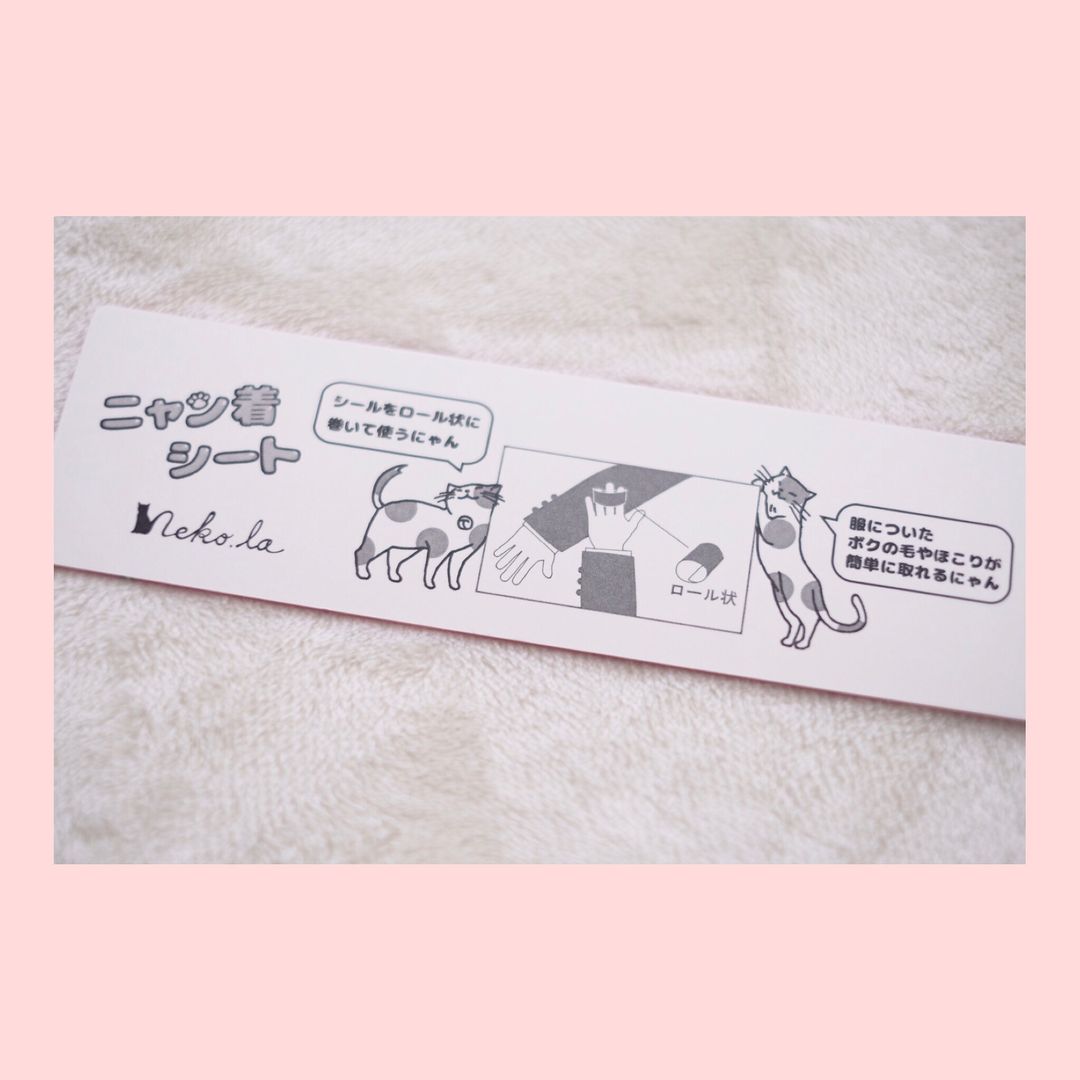 ニャン着
シート
neko.la
シールをロール状に
巻いて使うにゃん
ロール状
服についた
ボクの毛やほこりが
簡単に取れるにゃん